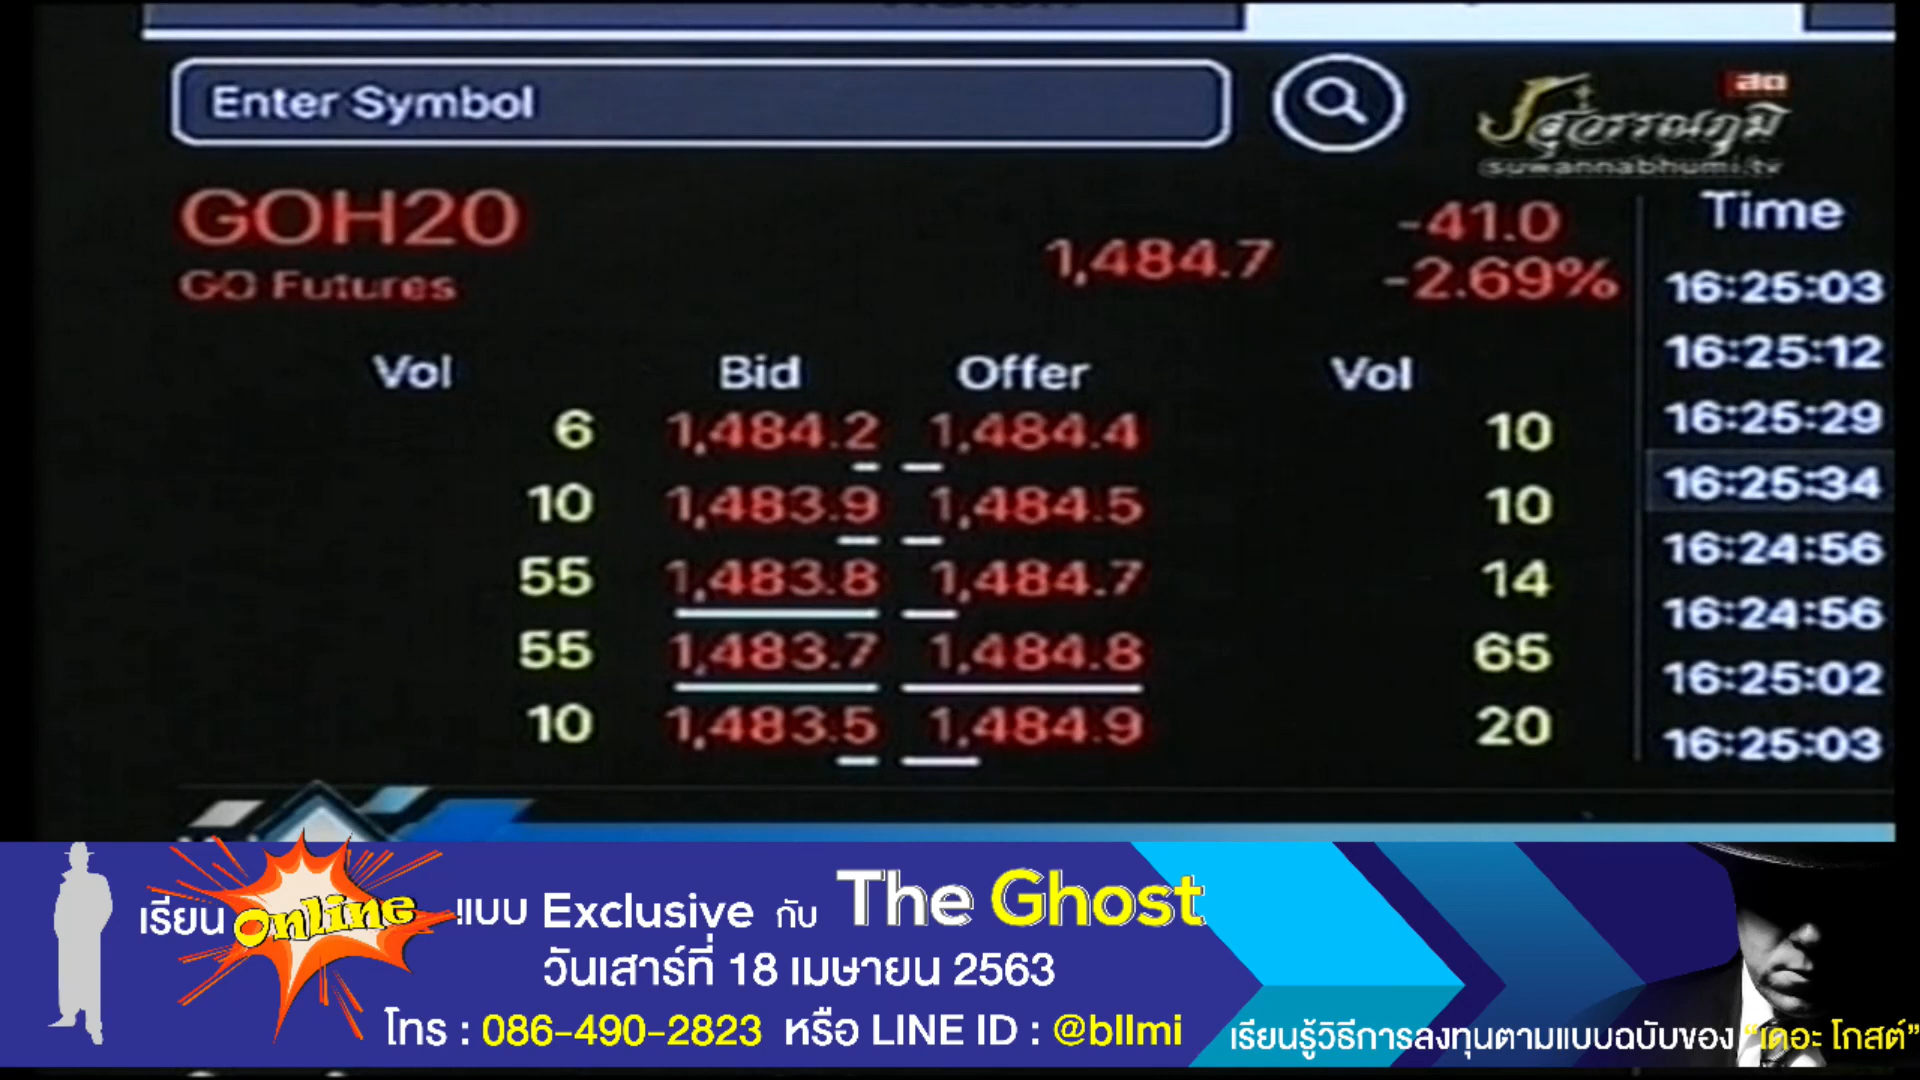 Enter Symbol
สด
สุวรรณภูมิ
suwannabhumi.tv
GOH20
GO Futures
1,484.7
-41.0
-2.69%
Time
16:25:03
16:25:12
16:25:29
16:25:34
16:24:56
16:24:56
16:25:02
16:25:03
Vol Bid Offer Vol
6 1,484.2 1,484.4 10
10 1,483.9 1,484.5 10
55 1,483.8 1,484.7 14
55 1,483.7 1,484.8 65
10 1,483.5 1,484.9 20
เรียน Online แบบ Exclusive กับ The Ghost
วันเสาร์ที่ 18 เมษายน 2563
โทร : 086-490-2823 หรือ LINE ID : @bllmi
เรียนรู้วิธีการลงทุนตามแบบฉบับของ “เดอะ โกสต์”